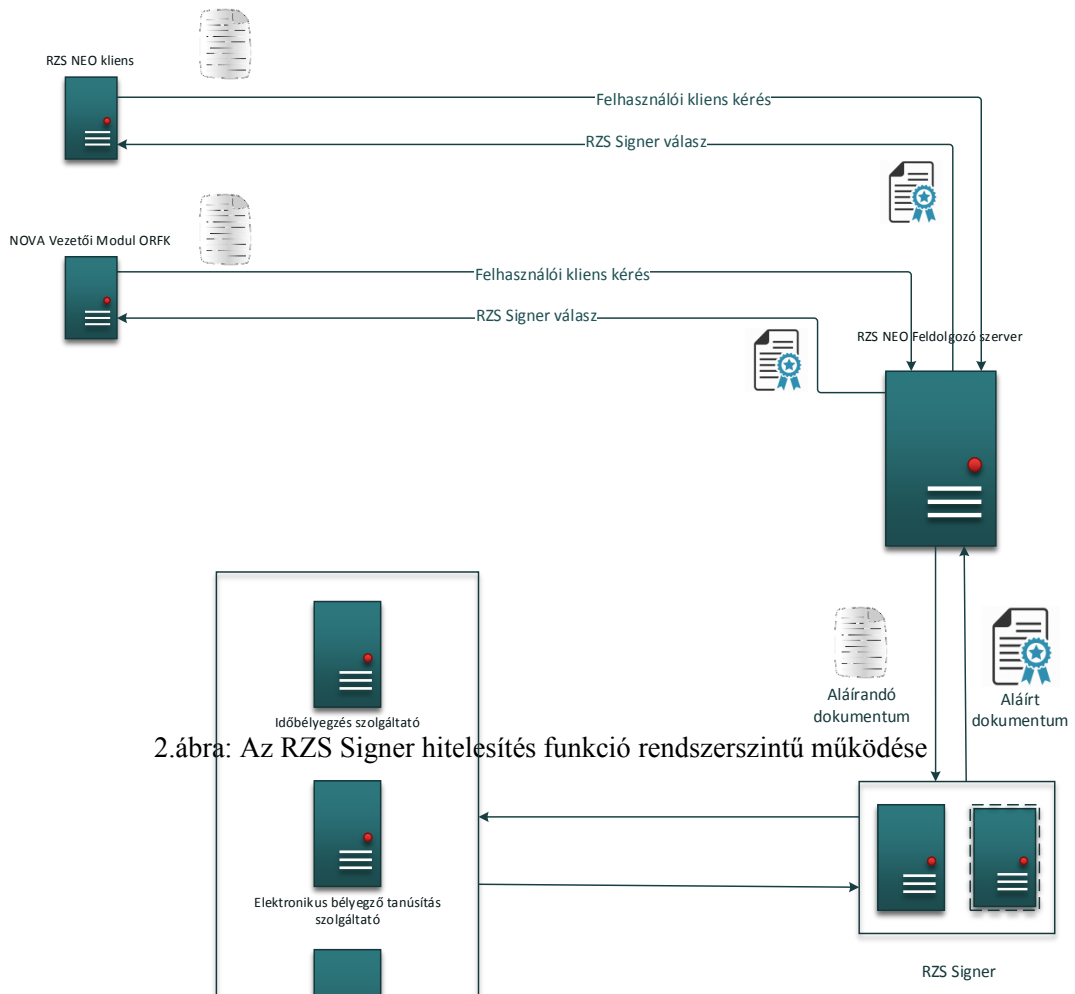 RZS NEO kliens
Felhasználói kliens kérés
RZS Signer válasz
NOVA Vezetői Modul ORFK
Felhasználói kliens kérés
RZS Signer válasz
RZS NEO Feldolgozó szerver
Aláírandó
dokumentum
Aláírt
dokumentum
Időbélyegzés szolgáltató
2.ábra: Az RZS Signer hitelesítés funkció rendszerszintű működése
Elektronikus bélyegző tanúsítás
szolgáltató
RZS Signer